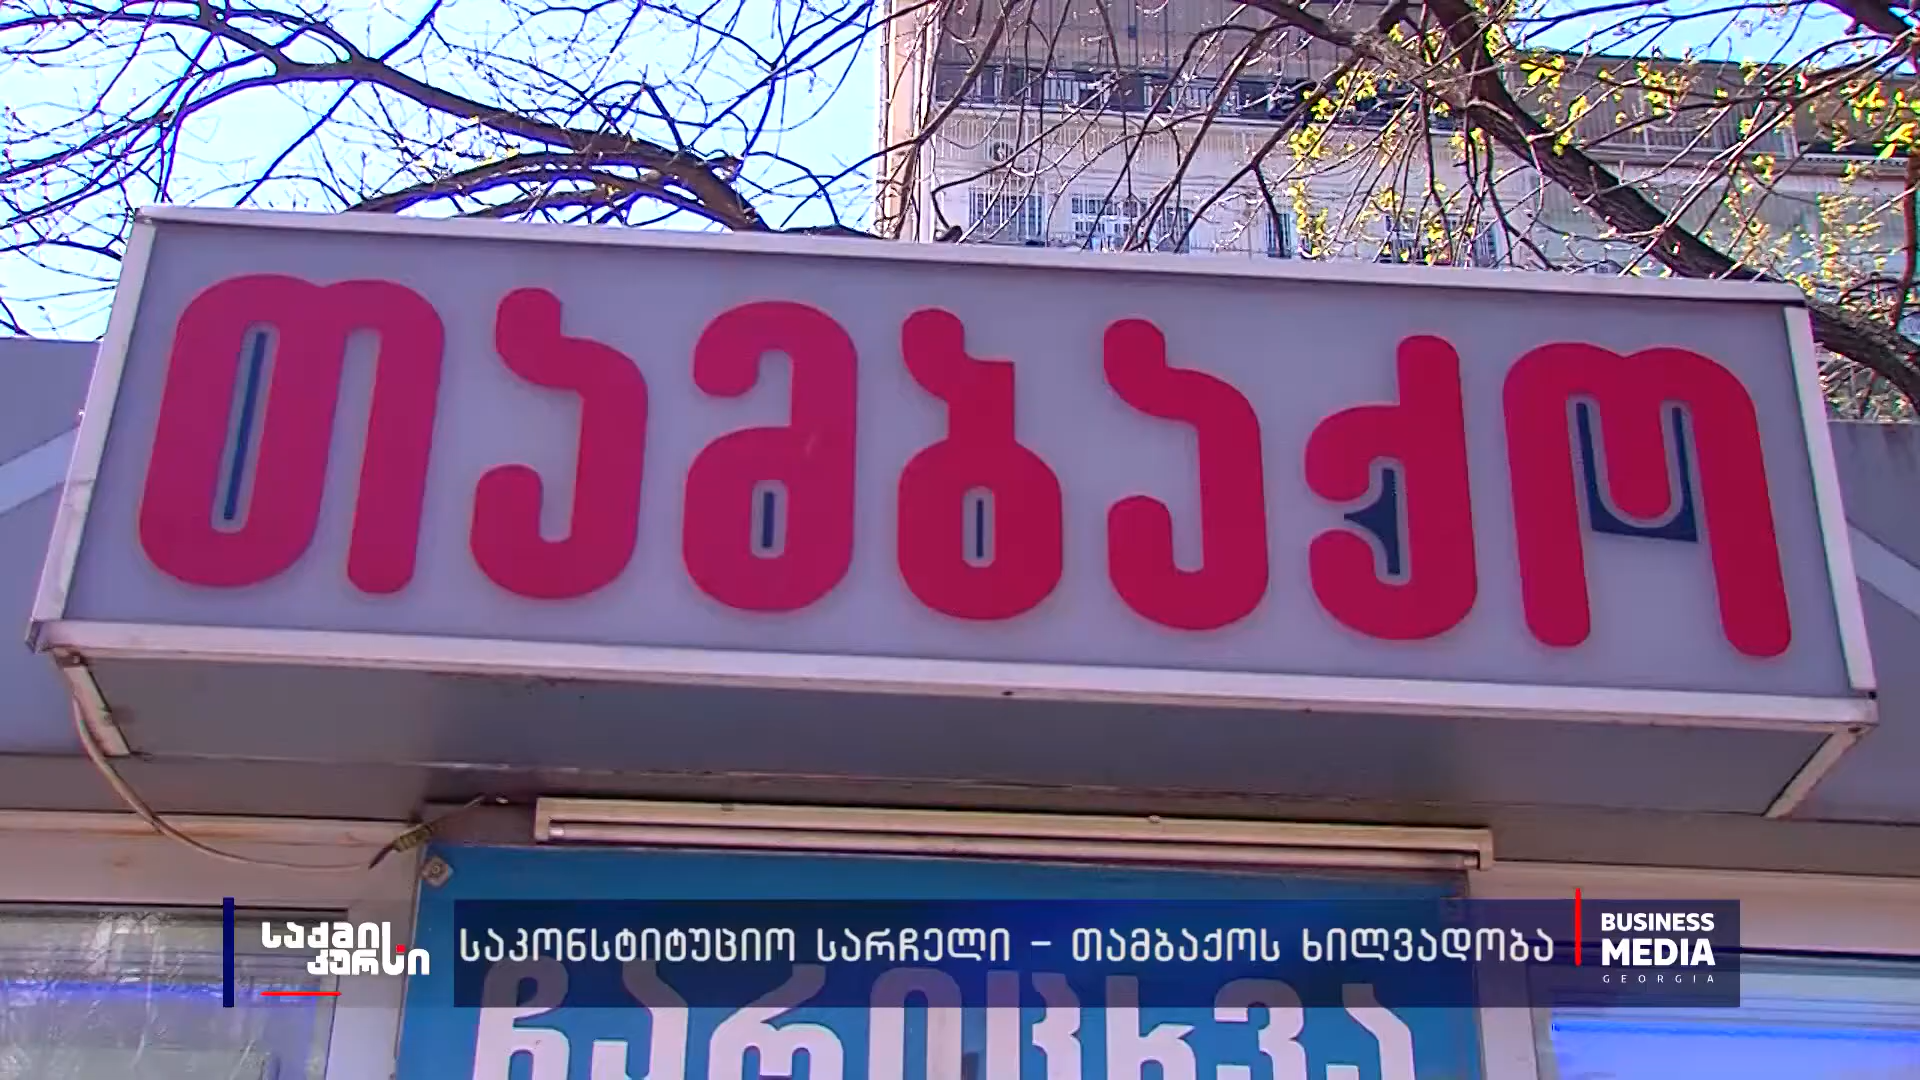 თამბაქო
საქმის
კურსი
საკონსტიტუციო სარჩელი – თამბაქოს ხილვადობა
BUSINESS
MEDIA
GEORGIA